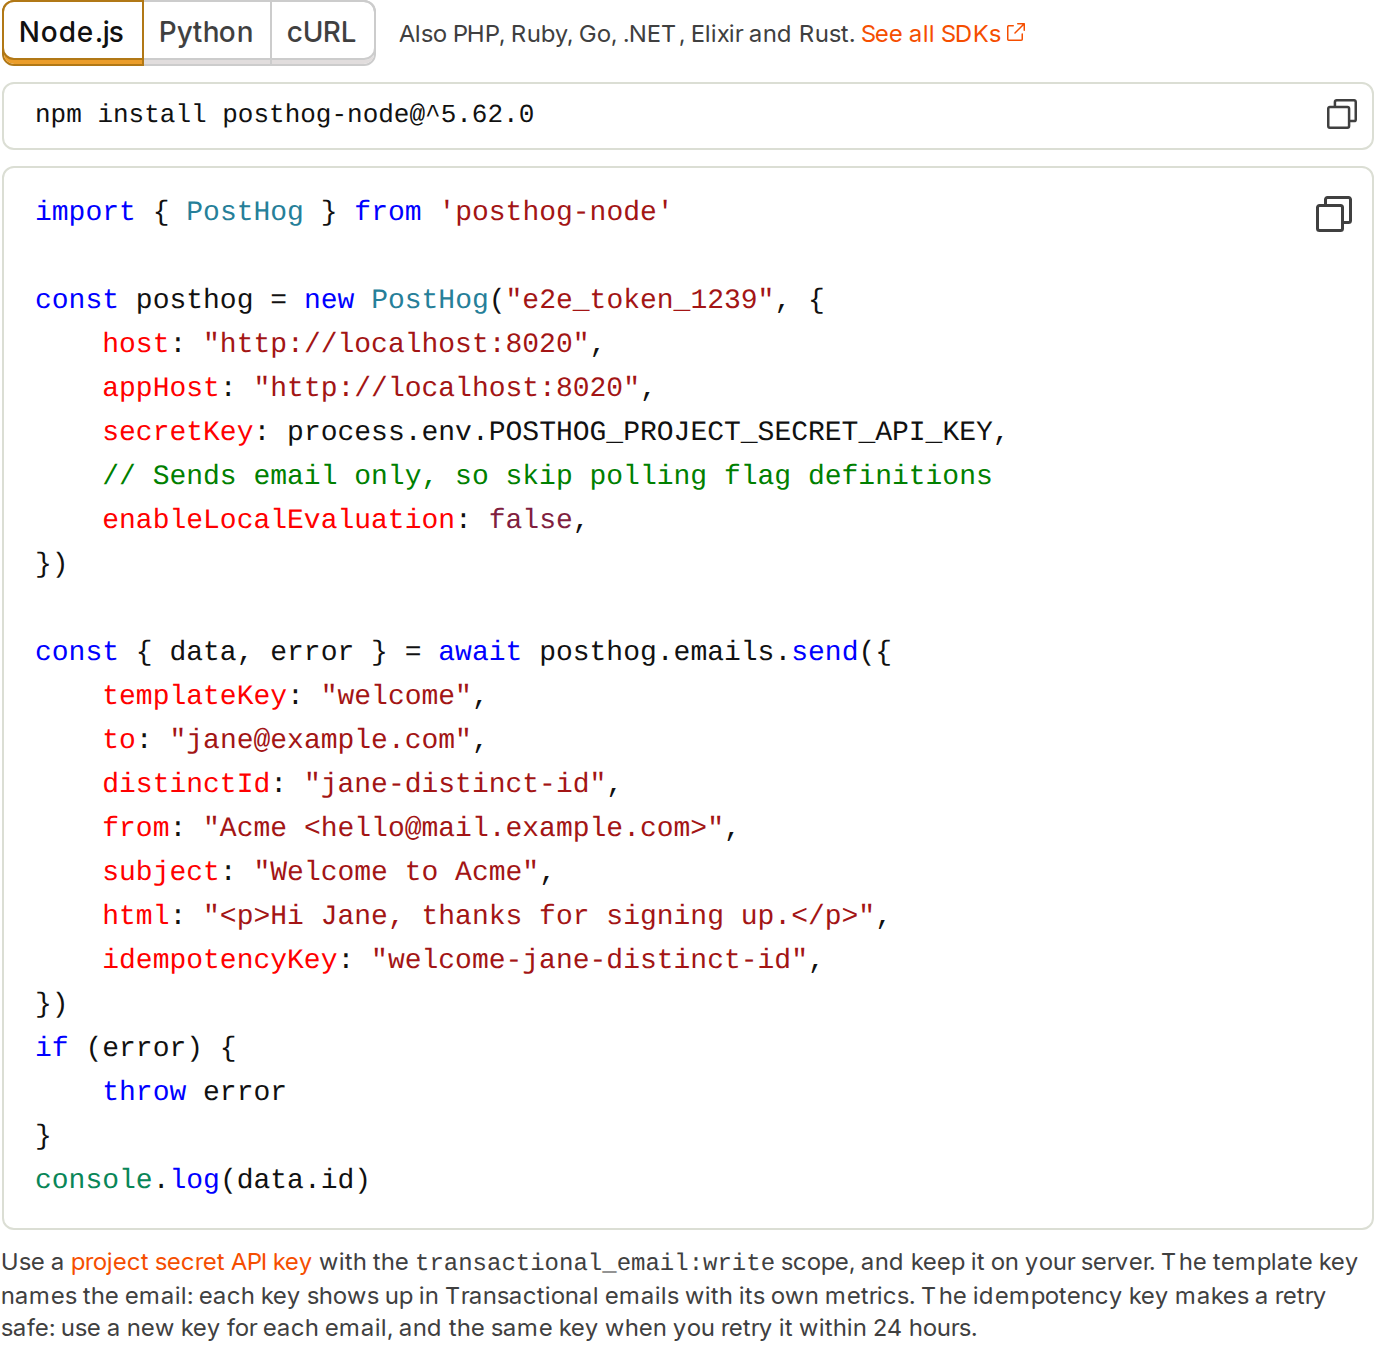 Node.js Python cURL Also PHP, Ruby, Go, .NET, Elixir and Rust. See all SDKs
npm install posthog-node@^5.62.0
import { PostHog } from 'posthog-node'
const posthog = new PostHog("e2e_token_1239", {
    host: "http://localhost:8020",
    appHost: "http://localhost:8020",
    secretKey: process.env.POSTHOG_PROJECT_SECRET_API_KEY,
    // Sends email only, so skip polling flag definitions
    enableLocalEvaluation: false,
})
const { data, error } = await posthog.emails.send({
    templateKey: "welcome",
    to: "jane@example.com",
    distinctId: "jane-distinct-id",
    from: "Acme <hello@mail.example.com>",
    subject: "Welcome to Acme",
    html: "<p>Hi Jane, thanks for signing up.</p>",
    idempotencyKey: "welcome-jane-distinct-id",
})
if (error) {
    throw error
}
console.log(data.id)
Use a project secret API key with the transactional_email:write scope, and keep it on your server. The template key
names the email: each key shows up in Transactional emails with its own metrics. The idempotency key makes a retry
safe: use a new key for each email, and the same key when you retry it within 24 hours.